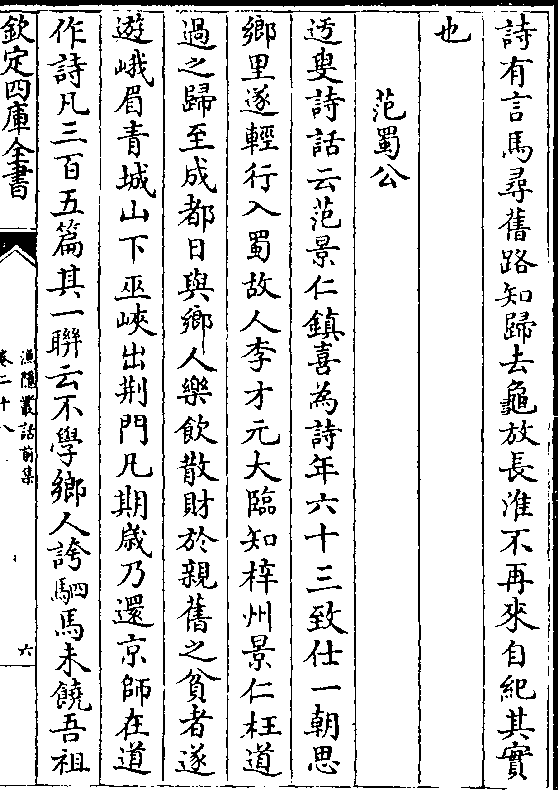 詩有言馬尋舊路知歸去龜放長淮不再來自紀其實
也
范蜀公
迂叟詩話云范景仁鎮喜為詩年六十三致仕一朝思
鄉里遂輕行入蜀故人李才元大臨知梓州景仁枉道
過之歸至成都日與鄉人樂飲散財於親舊之貧者遂
遊峨眉青城山下巫峽出荆門凡期歳乃還京師在道
作詩凡三百五篇其一聯云不學鄉人誇駟馬未饒吾祖
欽定四庫全書
漁隱叢話前集
卷二十八
六